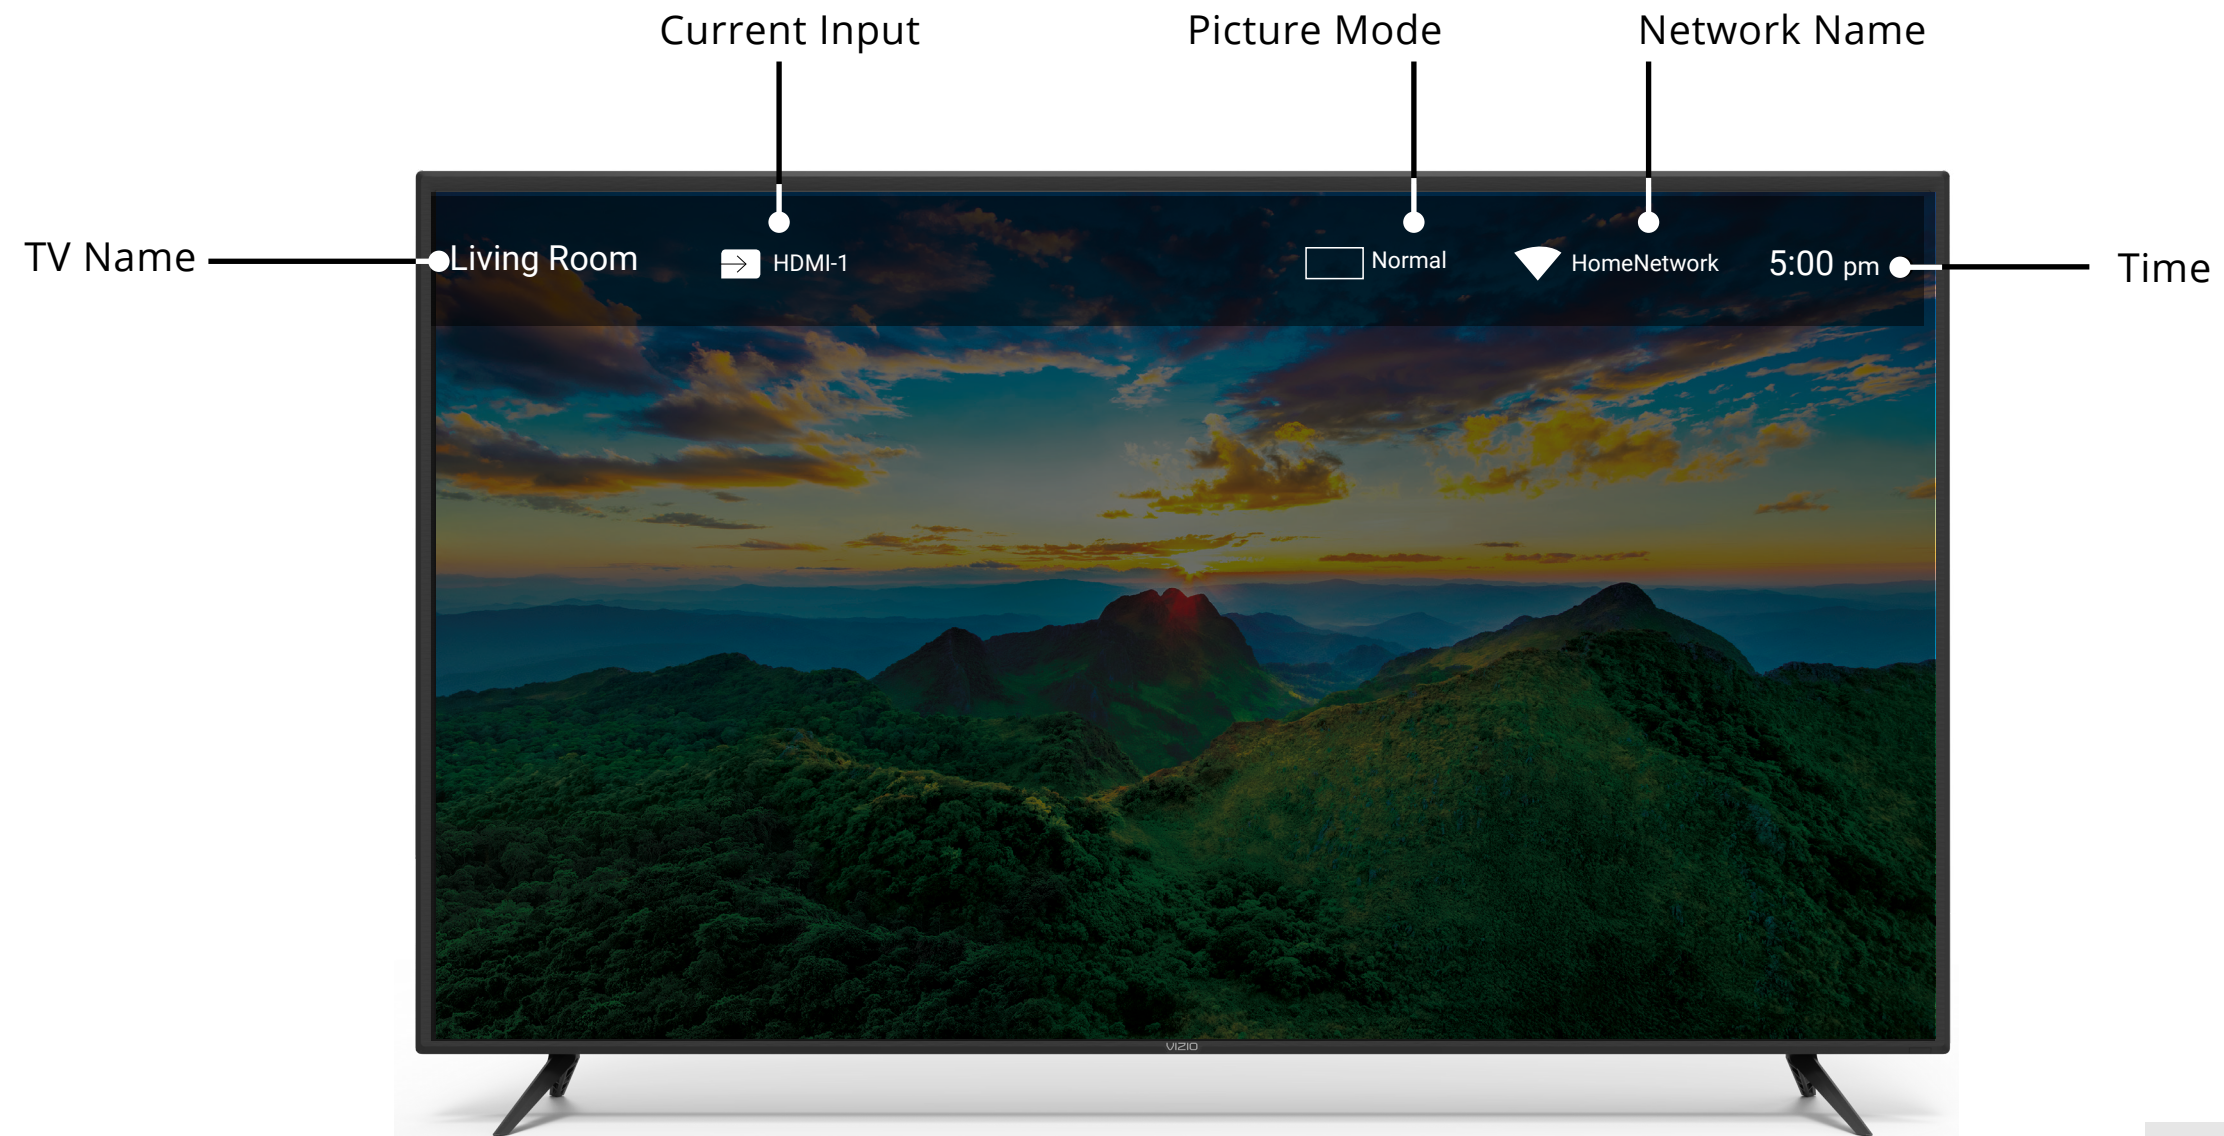 Current Input
Picture Mode
Network Name
TV Name
Living Room
HDMI-1
Normal
HomeNetwork
5:00 pm
Time
VIZIO